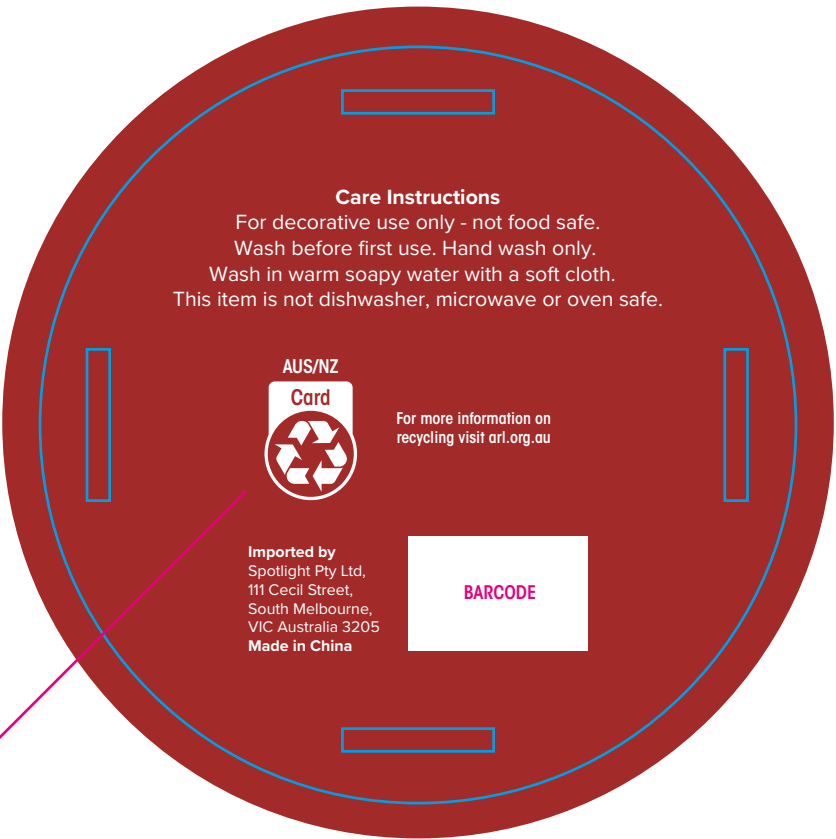 Care Instructions
For decorative use only - not food safe.
Wash before first use. Hand wash only.
Wash in warm soapy water with a soft cloth.
This item is not dishwasher, microwave or oven safe.
AUS/NZ
Card
For more information on
recycling visit arl.org.au
Imported by
Spotlight Pty Ltd,
111 Cecil Street,
South Melbourne,
VIC Australia 3205
Made in China
BARCODE